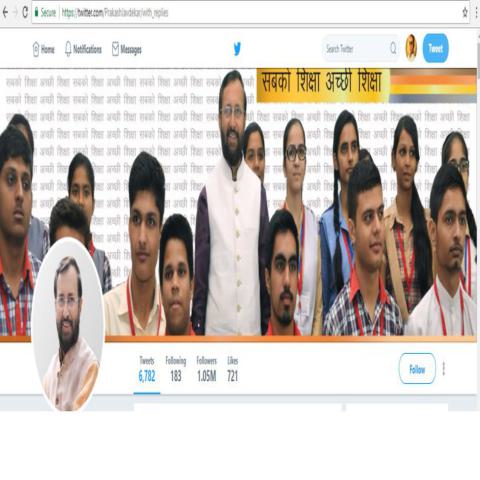 Secure https://twitter.com/PrakashJavdekar/with_replies
Home Notifications Messages Search Twitter Tweet
सबको शिक्षा अच्छी शिक्षा
सबको शिक्षा अच्छी शिक्षा सबको शिक्षा अच्छी शिक्षा सबको शिक्षा अच्छी शिक्षा
Tweets Following Followers Likes
6,782 183 1.05M 721
Follow